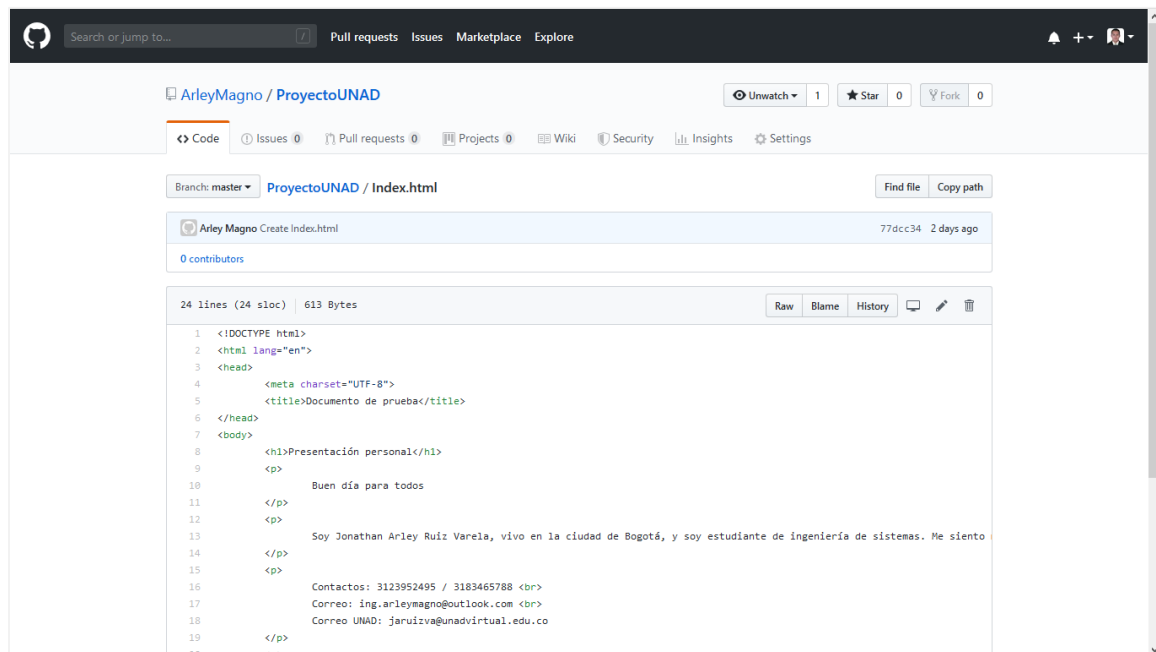 Search or jump to... /
Pull requests Issues Marketplace Explore
ArleyMagno / ProyectoUNAD
Unwatch 1 Star 0 Fork 0
Code Issues 0 Pull requests 0 Projects 0 Wiki Security Insights Settings
Branch: master ProyectoUNAD / Index.html Find file Copy path
Arley Magno Create Index.html 77dcc34 2 days ago
0 contributors
24 lines (24 sloc) 613 Bytes Raw Blame History
1 <!DOCTYPE html>
2 <html lang="en">
3 <head>
4 <meta charset="UTF-8">
5 <title>Documento de prueba</title>
6 </head>
7 <body>
8 <h1>Presentación personal</h1>
9 <p>
10 Buen día para todos
11 </p>
12 <p>
13 Soy Jonathan Arley Ruiz Varela, vivo en la ciudad de Bogotá, y soy estudiante de ingeniería de sistemas. Me siento
14 </p>
15 <p>
16 Contactos: 3123952495 / 3183465788 <br>
17 Correo: ing.arleymagno@outlook.com <br>
18 Correo UNAD: jaruizva@unadvirtual.edu.co
19 </p>